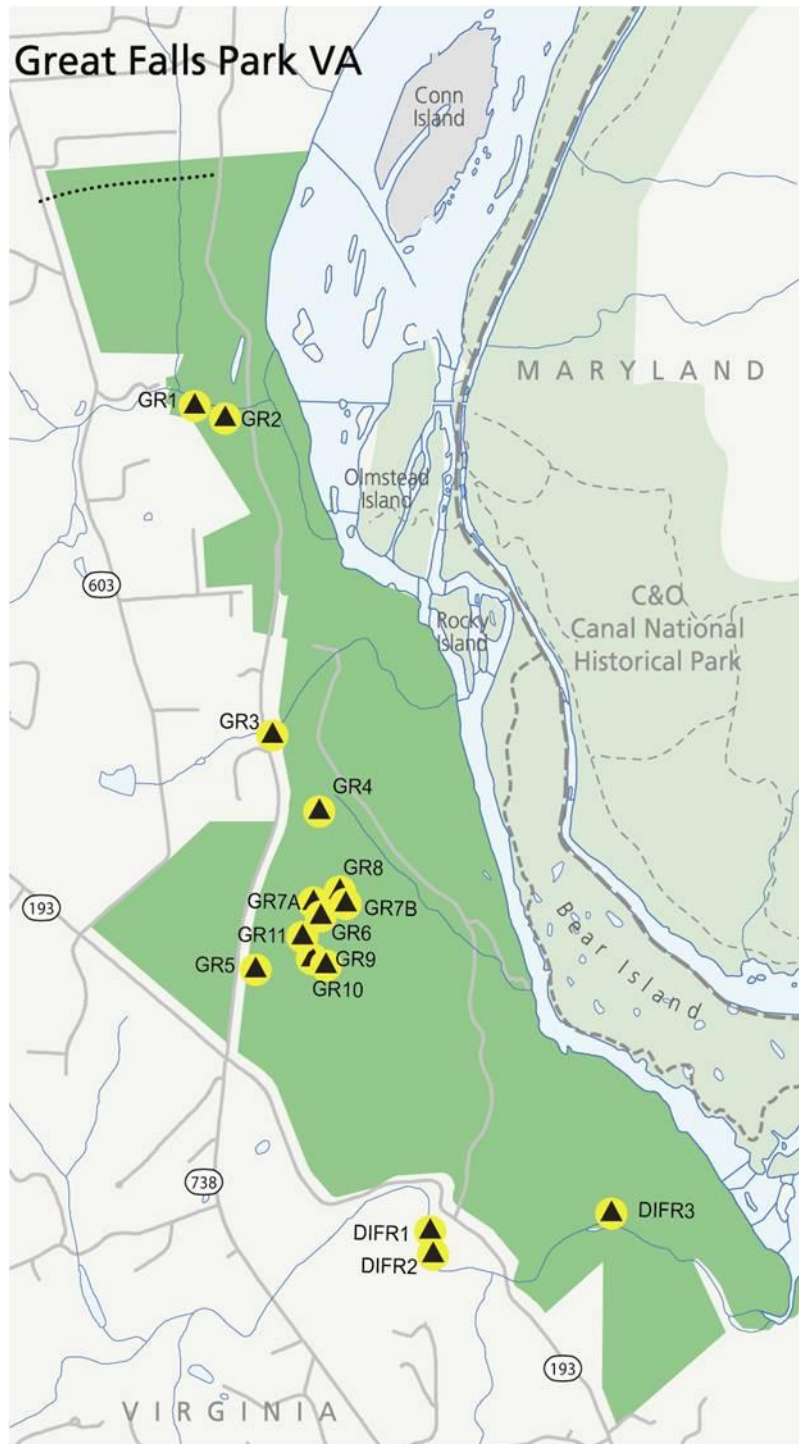 Great Falls Park VA
Conn
Island
MARYLAND
GR1
GR2
Olmstead
Island
603
C&O
Canal National
Historical Park
Rocky
Island
GR3
GR4
GR8
GR7A
GR7B
193
GR6
GR11
Bear Island
GR5
GR9
GR10
738
DIFR3
DIFR1
DIFR2
193
VIRGINIA